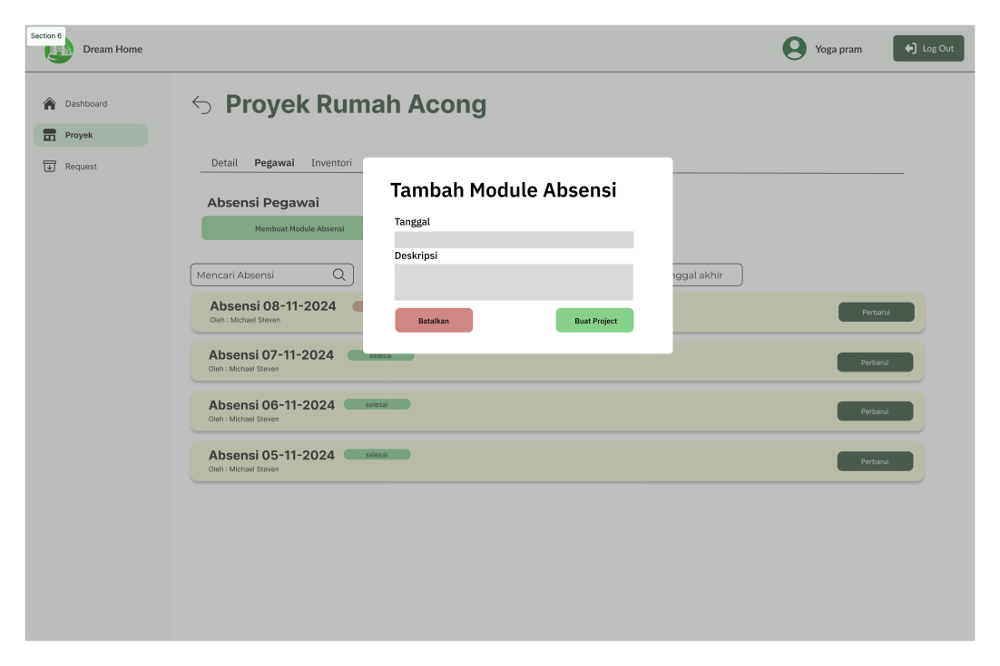 Section 6
Dream Home
Yoga pram
Log Out
Dashboard
Proyek
Request
Proyek Rumah Acong
Detail Pegawai Inventori
Absensi Pegawai
Membuat Module Absensi
Tambah Module Absensi
Tanggal
Deskripsi
Batalkan
Buat Project
Mencari Absensi
akhir
Absensi 08-11-2024
Oleh : Michael Steven
Perbarui
Absensi 07-11-2024
selesai
Oleh : Michael Steven
Perbarui
Absensi 06-11-2024
selesai
Oleh : Michael Steven
Perbarui
Absensi 05-11-2024
selesai
Oleh : Michael Steven
Perbarui